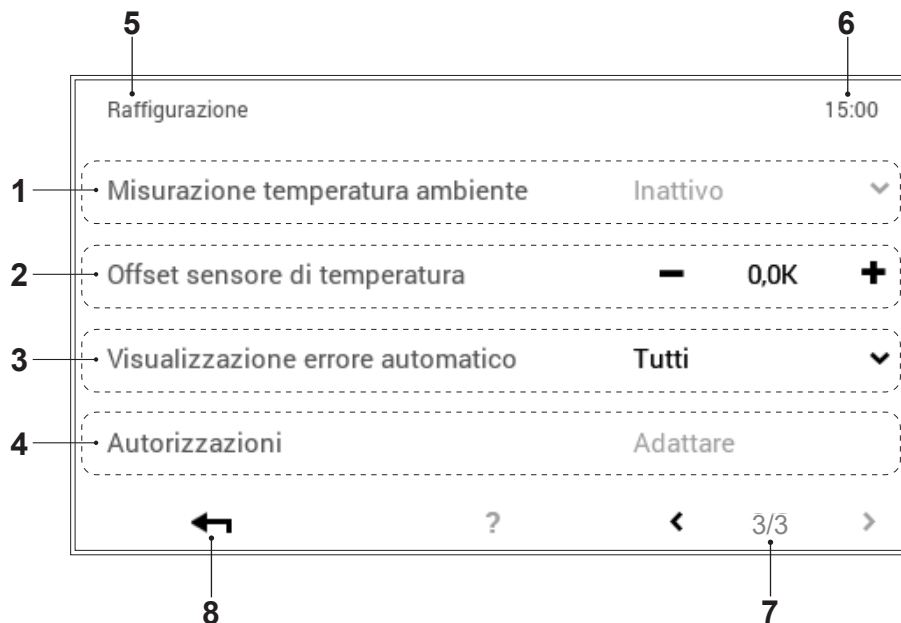 5 6
Raffigurazione 15:00
1 Misurazione temperatura ambiente Inattivo
2 Offset sensore di temperatura − 0,0K +
3 Visualizzazione errore automatico Tutti
4 Autorizzazioni Adattare
? < 3/3 >
8 7